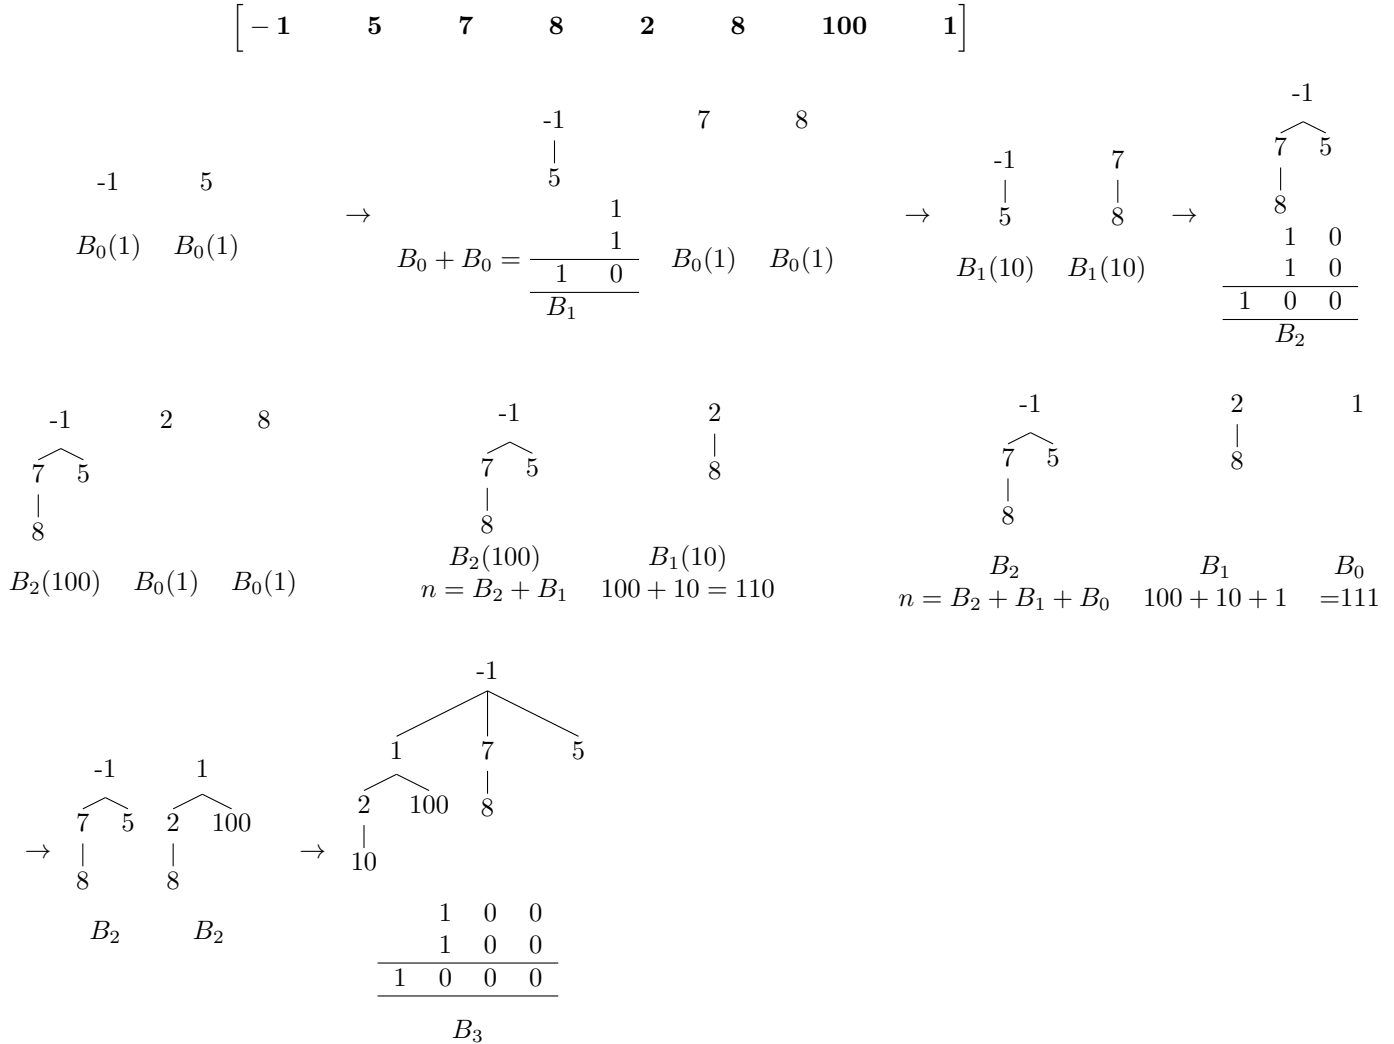 [ - 1 5 7 8 2 8 100 1 ]
-1 5
B₀(1) B₀(1)
→
-1 7 8
5
1
1
B₀ + B₀ = 1 0 B₀(1) B₀(1)
B₁
→
-1 7
5 8
B₁(10) B₁(10)
→
-1
7 5
8
1 0
1 0
1 0 0
B₂
-1 2 8
7 5
8
B₂(100) B₀(1) B₀(1)
-1 2
7 5 8
8
B₂(100) B₁(10)
n = B₂ + B₁ 100 + 10 = 110
-1 2 1
7 5 8
8
B₂ B₁ B₀
n = B₂ + B₁ + B₀ 100 + 10 + 1 =111
→
-1 1
7 5 2 100
8 8
B₂ B₂
→
-1
1 7 5
2 100 8
10
1 0 0
1 0 0
1 0 0 0
B₃